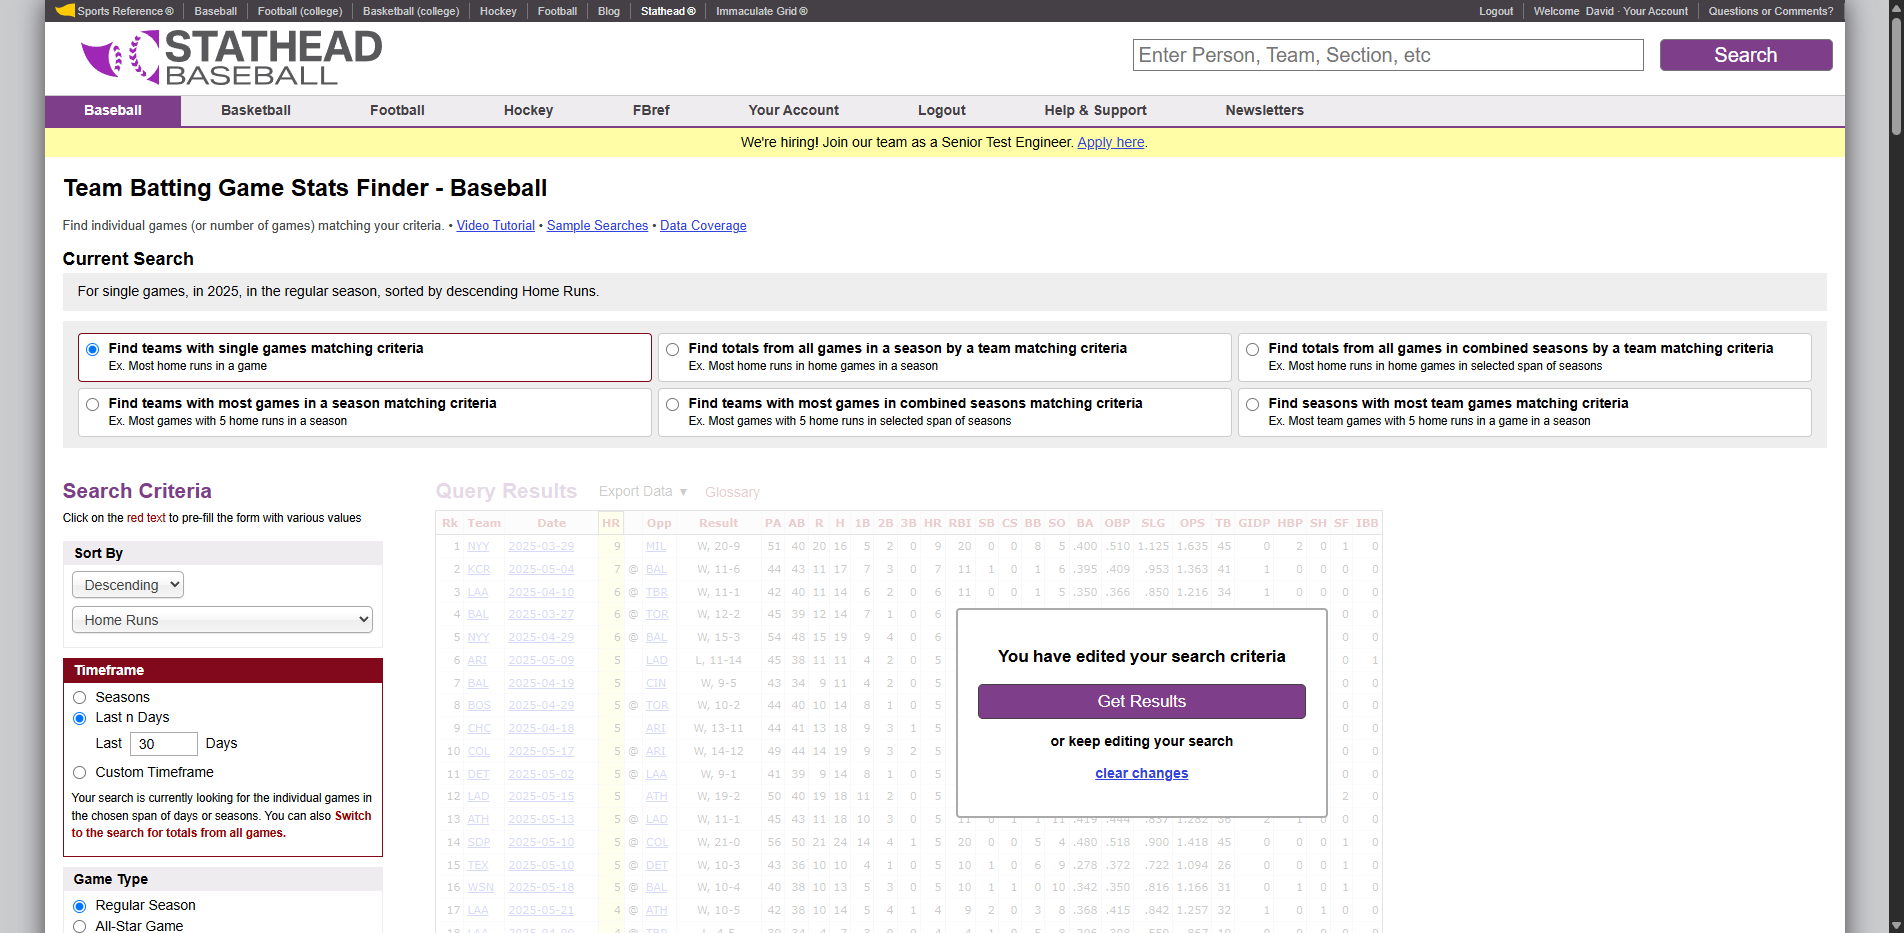 Sports Reference ® Baseball Football (college) Basketball (college) Hockey Football Blog Stathead ® Immaculate Grid ® Logout Welcome David · Your Account Questions or Comments?
STATHEAD
BASEBALL
Enter Person, Team, Section, etc Search
Baseball Basketball Football Hockey FBref Your Account Logout Help & Support Newsletters
We're hiring! Join our team as a Senior Test Engineer. Apply here.
Team Batting Game Stats Finder - Baseball
Find individual games (or number of games) matching your criteria. • Video Tutorial • Sample Searches • Data Coverage
Current Search
For single games, in 2025, in the regular season, sorted by descending Home Runs.
Find teams with single games matching criteria
Ex. Most home runs in a game
Find totals from all games in a season by a team matching criteria
Ex. Most home runs in home games in a season
Find totals from all games in combined seasons by a team matching criteria
Ex. Most home runs in home games in selected span of seasons
Find teams with most games in a season matching criteria
Ex. Most games with 5 home runs in a season
Find teams with most games in combined seasons matching criteria
Ex. Most games with 5 home runs in selected span of seasons
Find seasons with most team games matching criteria
Ex. Most team games with 5 home runs in a game in a season
Search Criteria
Click on the red text to pre-fill the form with various values
Sort By
Descending
Home Runs
Timeframe
Seasons
Last n Days
Last 30 Days
Custom Timeframe
Your search is currently looking for the individual games in
the chosen span of days or seasons. You can also Switch
to the search for totals from all games.
Game Type
Regular Season
All-Star Game
Query Results Export Data ▼ Glossary
Rk Team Date HR Opp Result PA AB R H 1B 2B 3B HR RBI SB CS BB SO BA OBP SLG OPS TB GIDP HBP SH SF IBB
1 NYY 2025-03-29 9 MIL W, 20-9 51 40 20 16 5 2 0 9 20 0 0 8 5 .400 .510 1.125 1.635 45 0 2 0 1 0
2 KCR 2025-05-04 7 @ BAL W, 11-6 44 43 11 17 7 3 0 7 11 1 0 1 6 .395 .409 .953 1.363 41 1 0 0 0 0
3 LAA 2025-04-10 6 @ TBR W, 11-1 42 40 11 14 6 2 0 6 11 0 0 1 5 .350 .366 .850 1.216 34 1 0 0 0 0
4 BAL 2025-03-27 6 @ TOR W, 12-2 45 39 12 14 7 1 0 6 0 0
5 NYY 2025-04-29 6 @ BAL W, 15-3 54 48 15 19 9 4 0 6 0 0
6 ARI 2025-05-09 5 LAD L, 11-14 45 38 11 11 4 2 0 5 0 1
7 BAL 2025-04-19 5 CIN W, 9-5 43 34 9 11 4 2 0 5 0 0
8 BOS 2025-04-29 5 @ TOR W, 10-2 44 40 10 14 8 1 0 5 0 0
9 CHC 2025-04-18 5 ARI W, 13-11 44 41 13 18 9 3 1 5 0 0
10 COL 2025-05-17 5 @ ARI W, 14-12 49 44 14 19 9 3 2 5 0 0
11 DET 2025-05-02 5 @ LAA W, 9-1 41 39 9 14 8 1 0 5 0 0
12 LAD 2025-05-15 5 ATH W, 19-2 50 40 19 18 11 2 0 5 2 0
13 ATH 2025-05-13 5 @ LAD W, 11-1 45 43 11 18 10 3 0 5 11 0 1 1 11 .419 .444 .837 1.282 36 2 1 0 0 0
14 SDP 2025-05-10 5 @ COL W, 21-0 56 50 21 24 14 4 1 5 20 0 0 5 4 .480 .518 .900 1.418 45 0 0 0 1 0
15 TEX 2025-05-10 5 @ DET W, 10-3 43 36 10 10 4 1 0 5 10 1 0 6 9 .278 .372 .722 1.094 26 0 0 0 1 0
16 WSN 2025-05-18 5 @ BAL W, 10-4 40 38 10 13 5 3 0 5 10 1 1 0 10 .342 .350 .816 1.166 31 0 1 0 1 0
17 LAA 2025-05-21 4 @ ATH W, 10-5 42 38 10 14 5 4 1 4 9 2 0 3 8 .368 .415 .842 1.257 32 1 0 1 0 0
You have edited your search criteria
Get Results
or keep editing your search
clear changes